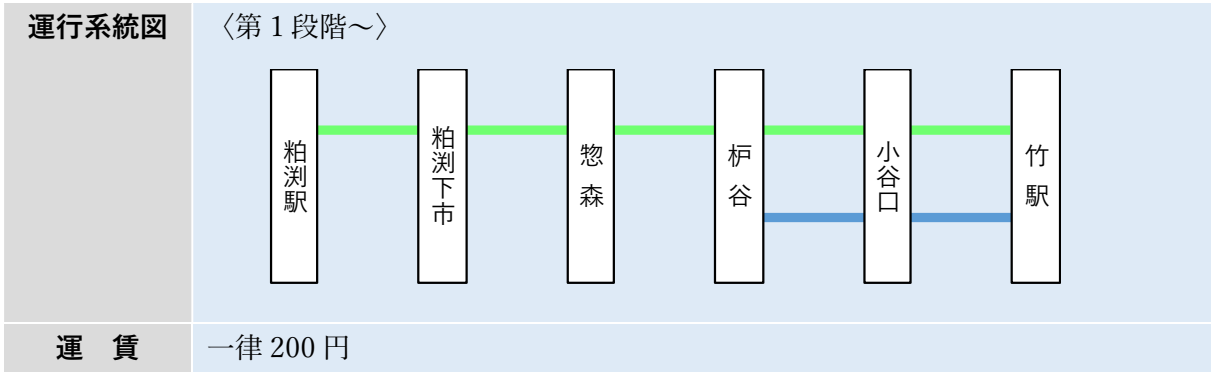 運行系統図
〈第１段階～〉
粕渕駅
粕渕下市
惣森
枦谷
小谷口
竹駅
運　賃
一律 200 円